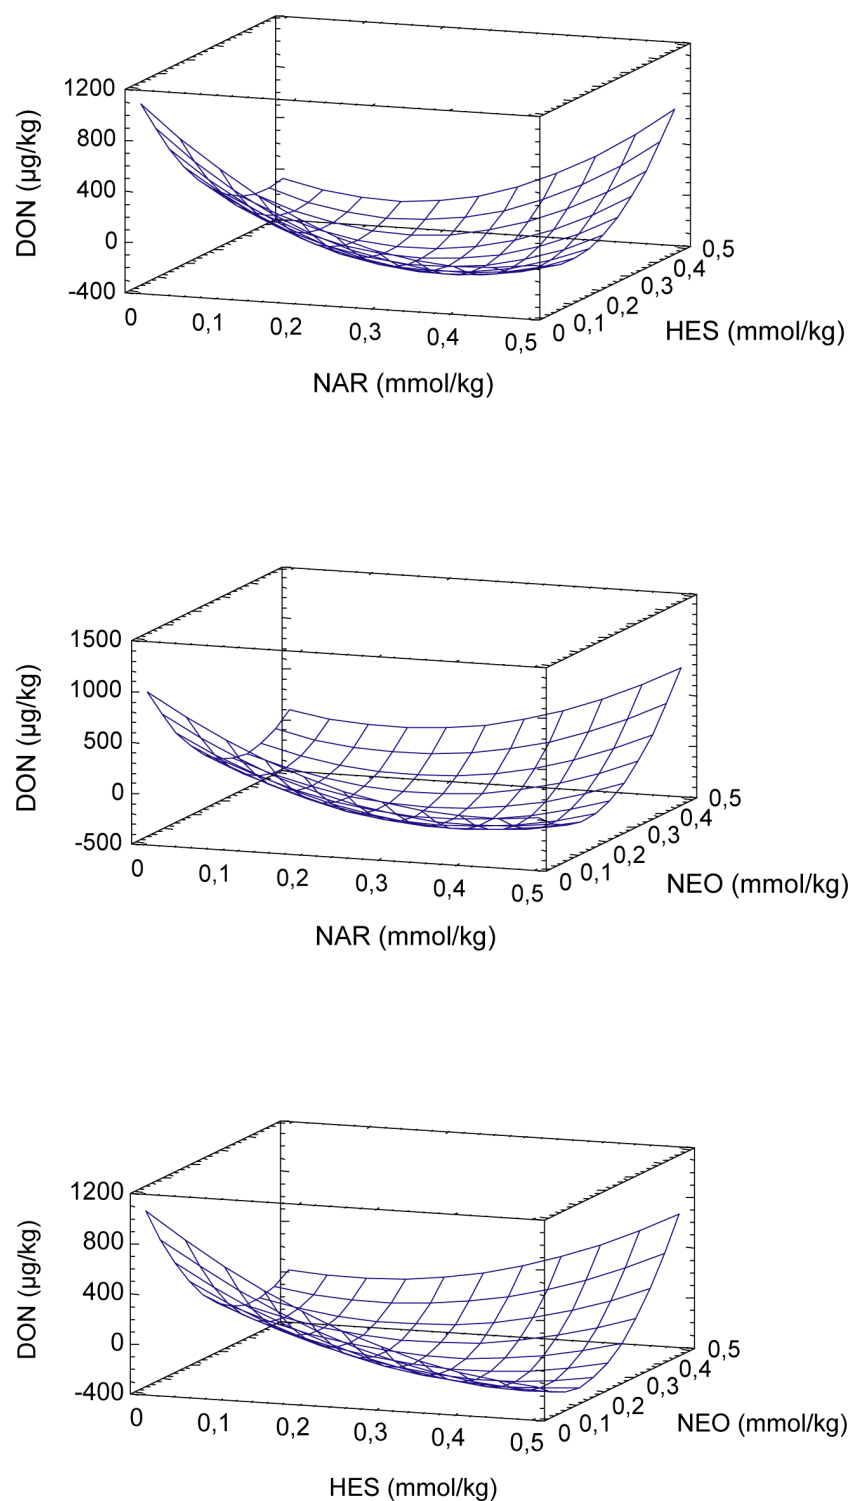 1200
800
400
0
-400
DON (µg/kg)
0 0,1 0,2 0,3 0,4 0,5
NAR (mmol/kg)
0 0,1 0,2 0,3 0,4 0,5
HES (mmol/kg)
1500
1000
500
0
-500
DON (µg/kg)
0 0,1 0,2 0,3 0,4 0,5
NAR (mmol/kg)
0 0,1 0,2 0,3 0,4 0,5
NEO (mmol/kg)
1200
800
400
0
-400
DON (µg/kg)
0 0,1 0,2 0,3 0,4 0,5
HES (mmol/kg)
0 0,1 0,2 0,3 0,4 0,5
NEO (mmol/kg)